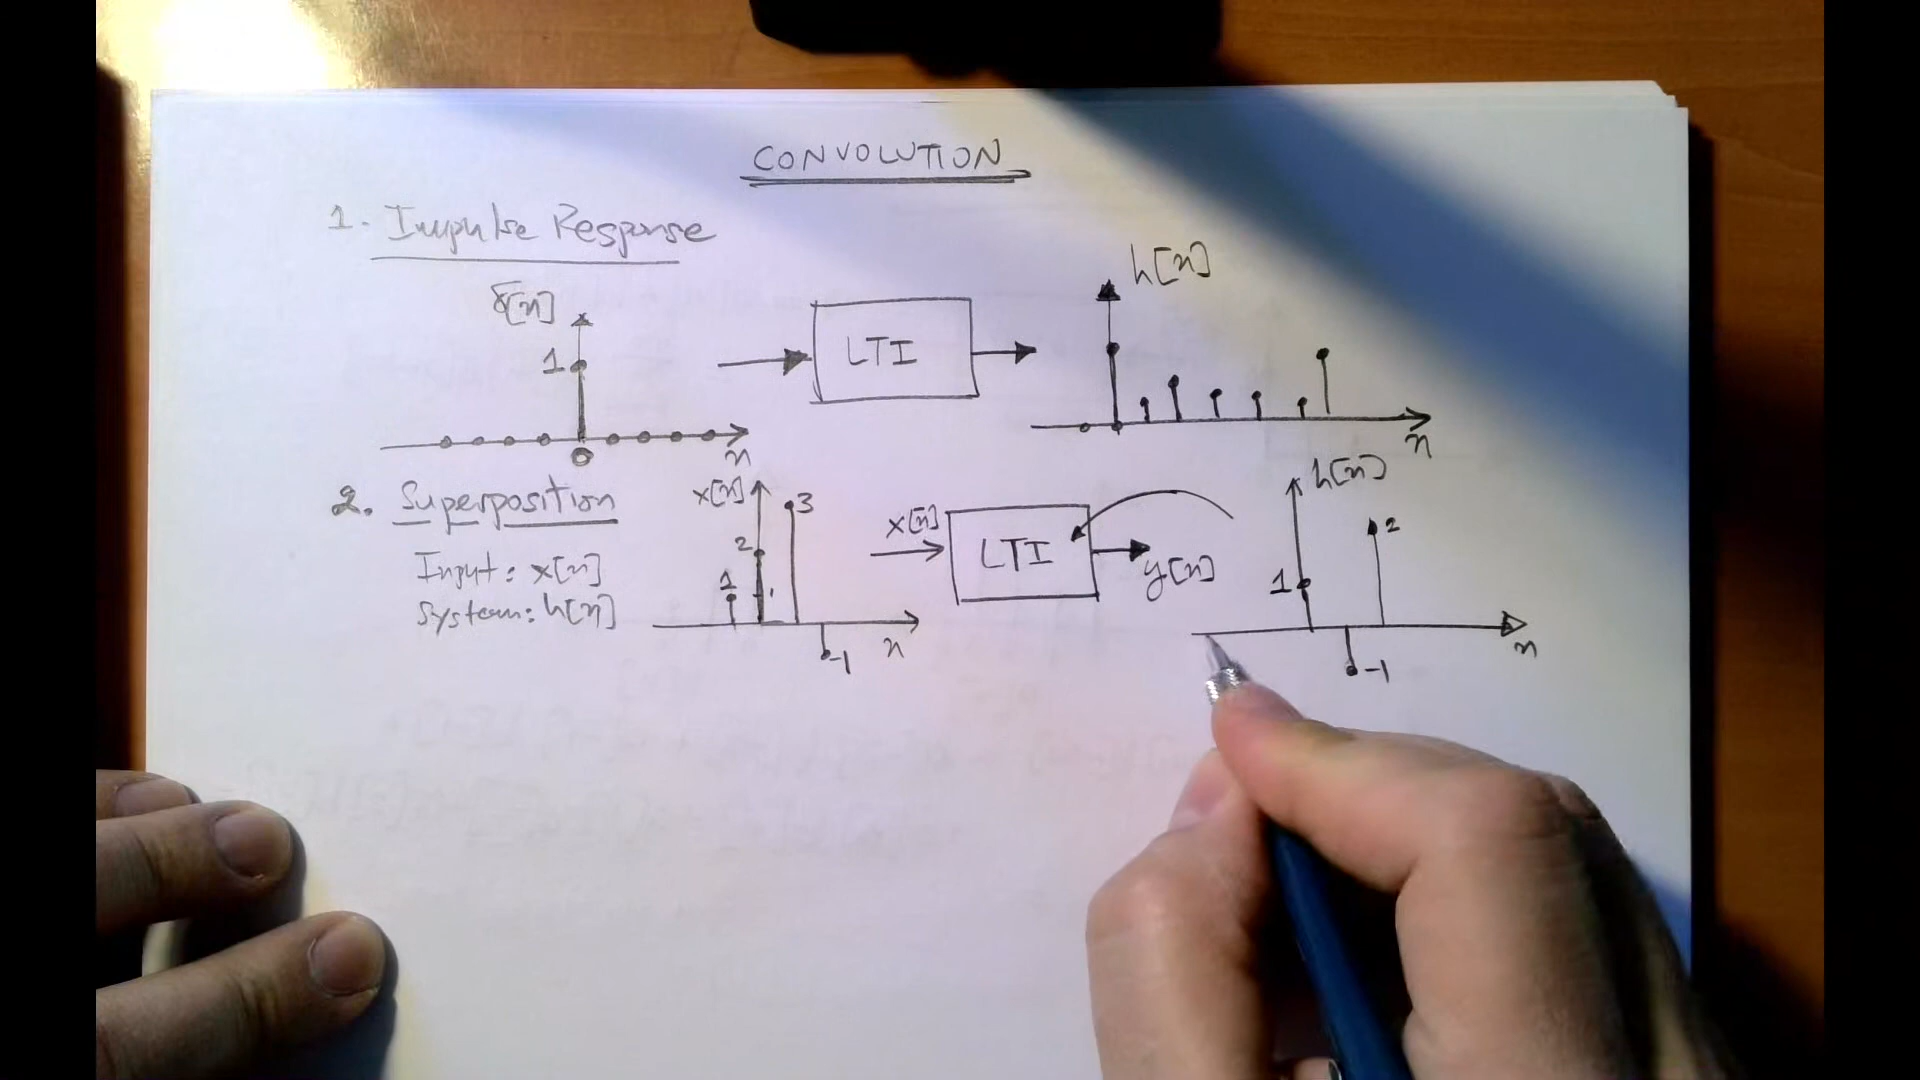 CONVOLUTION
1. Impulse Response
δ[n]
1
0
n
LTI
h[n]
n
2. Superposition
Input: x[n]
System: h[n]
x[n]
1
2
3
-1
n
x[n]
LTI
y[n]
h[n]
1
2
-1
n